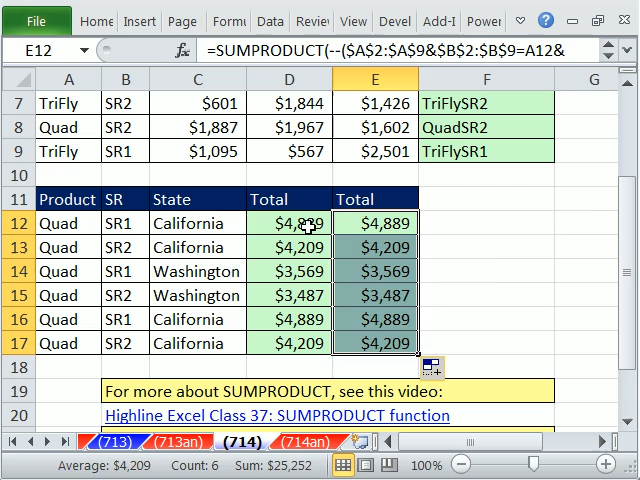 File Home Insert Page Formu Data Revie View Devel Add-I Power
E12 fx =SUMPRODUCT(--($A$2:$A$9&$B$2:$B$9=A12&
A B C D E F G
7 TriFly SR2 $601 $1,844 $1,426 TriFlySR2
8 Quad SR2 $1,887 $1,967 $1,602 QuadSR2
9 TriFly SR1 $1,095 $567 $2,501 TriFlySR1
10
11 Product SR State Total Total
12 Quad SR1 California $4,889 $4,889
13 Quad SR2 California $4,209 $4,209
14 Quad SR1 Washington $3,569 $3,569
15 Quad SR2 Washington $3,487 $3,487
16 Quad SR1 California $4,889 $4,889
17 Quad SR2 California $4,209 $4,209
18
19 For more about SUMPRODUCT, see this video:
20 Highline Excel Class 37: SUMPRODUCT function
(713) (713an) (714) (714an)
Average: $4,209 Count: 6 Sum: $25,252 100%